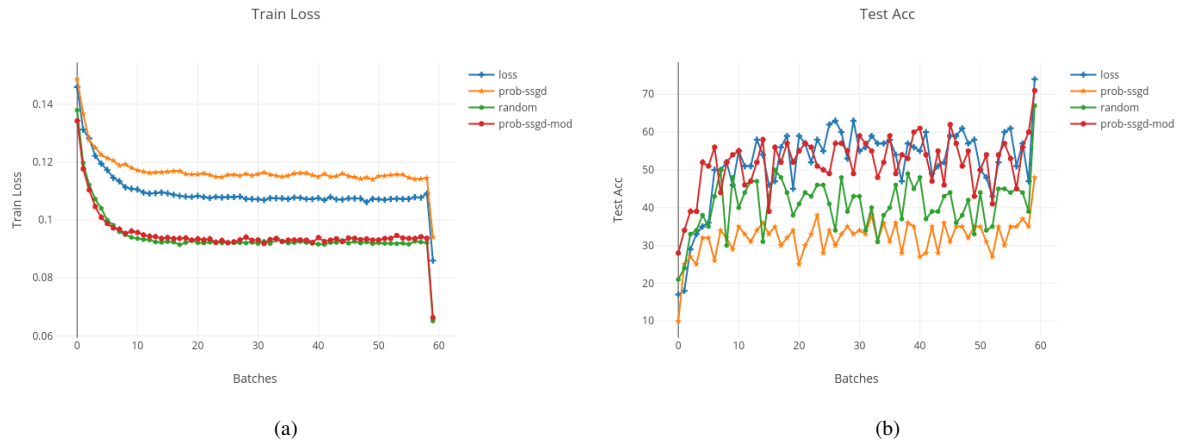 Train Loss
0.14
0.12
0.1
0.08
0.06
0
10
20
30
40
50
60
Train Loss
Batches
loss
prob-ssgd
random
prob-ssgd-mod
(a)
Test Acc
70
60
50
40
30
20
10
0
10
20
30
40
50
60
Test Acc
Batches
loss
prob-ssgd
random
prob-ssgd-mod
(b)